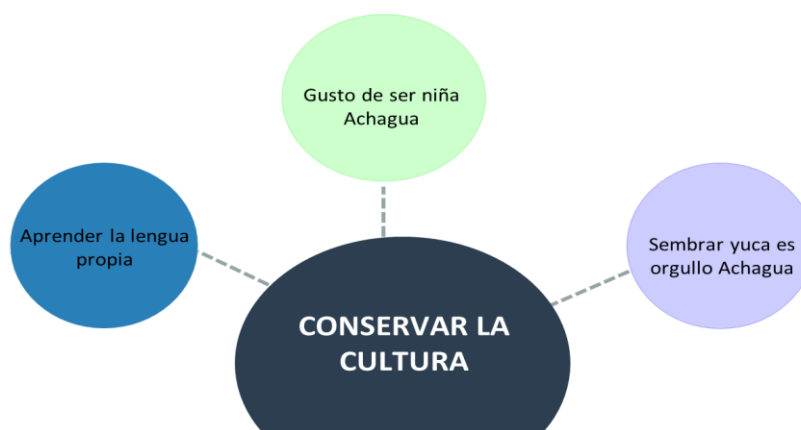 Gusto de ser niña
Achagua
Aprender la lengua
propia
Sembrar yuca es
orgullo Achagua
CONSERVAR LA
CULTURA